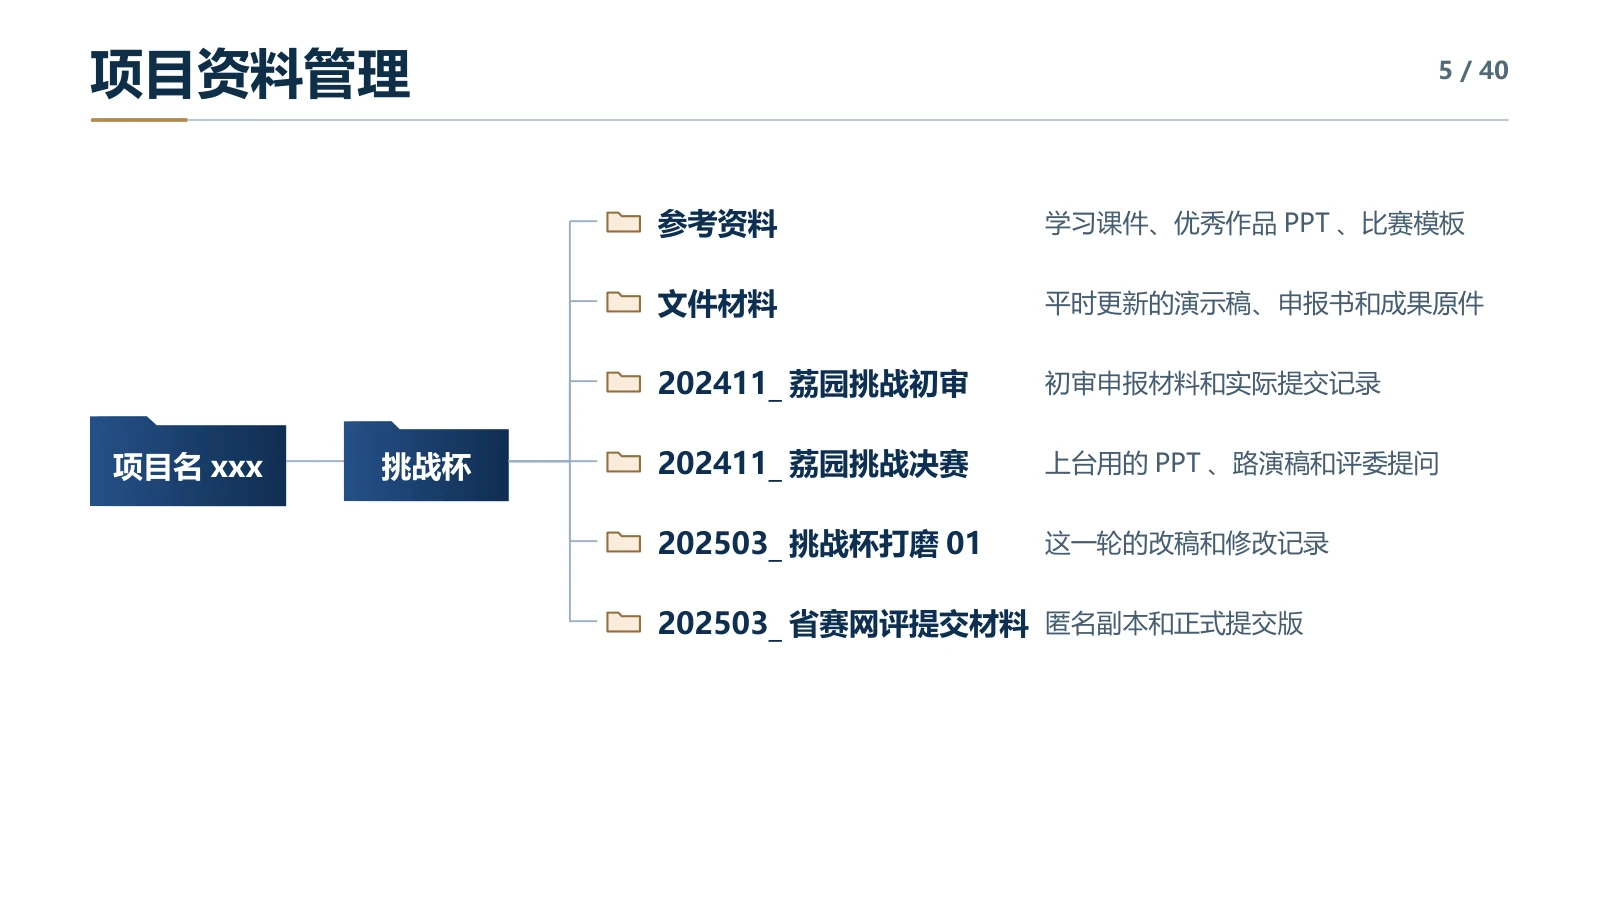 项目资料管理
5 / 40
参考资料 学习课件、优秀作品 PPT 、比赛模板
文件材料 平时更新的演示稿、申报书和成果原件
202411_ 荔园挑战初审 初审申报材料和实际提交记录
项目名 xxx
挑战杯
202411_ 荔园挑战决赛 上台用的 PPT 、路演稿和评委提问
202503_ 挑战杯打磨 01 这一轮的改稿和修改记录
202503_ 省赛网评提交材料 匿名副本和正式提交版